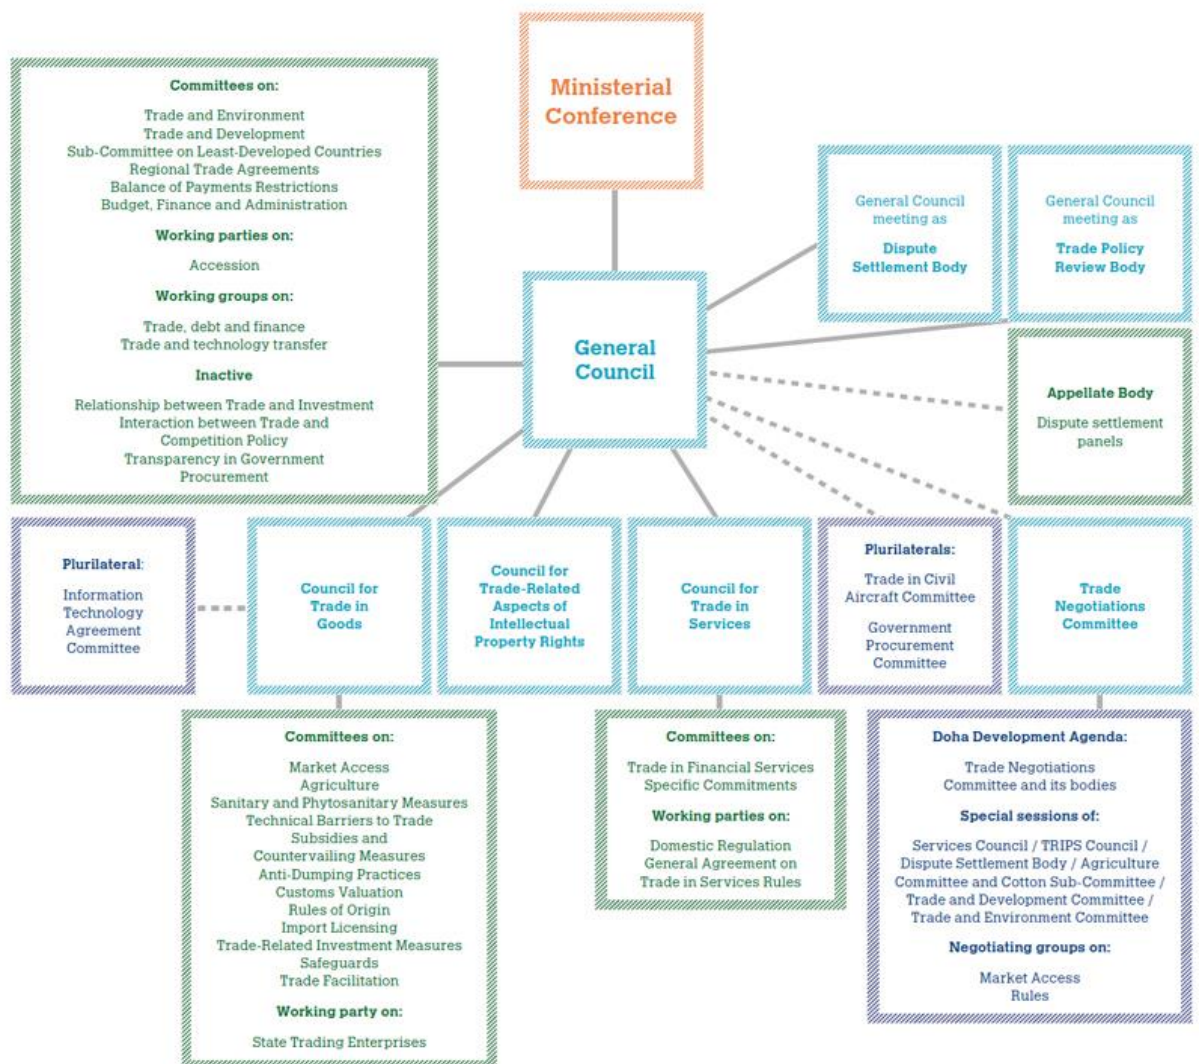 Ministerial
Conference
Committees on:
Trade and Environment
Trade and Development
Sub-Committee on Least-Developed Countries
Regional Trade Agreements
Balance of Payments Restrictions
Budget, Finance and Administration
Working parties on:
Accession
Working groups on:
Trade, debt and finance
Trade and technology transfer
Inactive
Relationship between Trade and Investment
Interaction between Trade and
Competition Policy
Transparency in Government
Procurement
General
Council
General Council
meeting as
Dispute
Settlement Body
General Council
meeting as
Trade Policy
Review Body
Appellate Body
Dispute settlement
panels
Plurilateral:
Information
Technology
Agreement
Committee
Council for
Trade in
Goods
Council for
Trade-Related
Aspects of
Intellectual
Property Rights
Council for
Trade in
Services
Plurilaterals:
Trade in Civil
Aircraft Committee
Government
Procurement
Committee
Trade
Negotiations
Committee
Committees on:
Market Access
Agriculture
Sanitary and Phytosanitary Measures
Technical Barriers to Trade
Subsidies and
Countervailing Measures
Anti-Dumping Practices
Customs Valuation
Rules of Origin
Import Licensing
Trade-Related Investment Measures
Safeguards
Trade Facilitation
Working party on:
State Trading Enterprises
Committees on:
Trade in Financial Services
Specific Commitments
Working parties on:
Domestic Regulation
General Agreement on
Trade in Services Rules
Doha Development Agenda:
Trade Negotiations
Committee and its bodies
Special sessions of:
Services Council / TRIPS Council /
Dispute Settlement Body / Agriculture
Committee and Cotton Sub-Committee /
Trade and Development Committee /
Trade and Environment Committee
Negotiating groups on:
Market Access
Rules